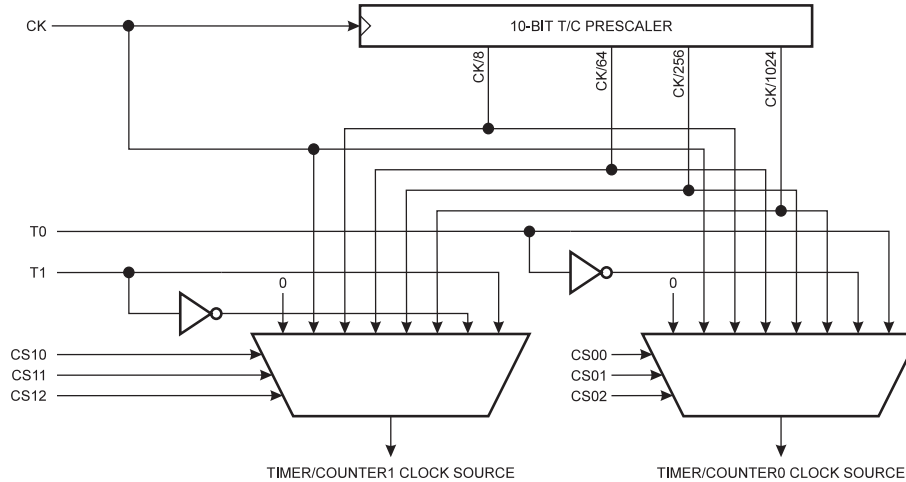 CK
10-BIT T/C PRESCALER
CK/8
CK/64
CK/256
CK/1024
T0
T1
0
0
CS10
CS11
CS12
CS00
CS01
CS02
TIMER/COUNTER1 CLOCK SOURCE
TIMER/COUNTER0 CLOCK SOURCE